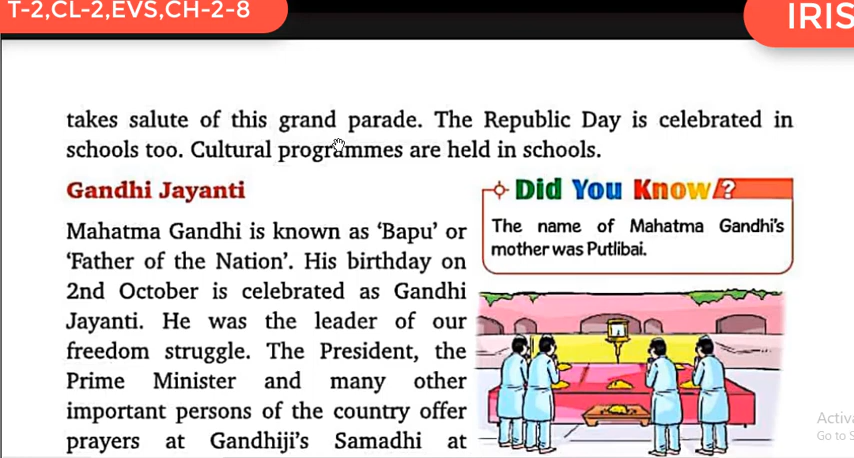 T-2,CL-2,EVS,CH-2-8
IRIS
takes salute of this grand parade. The Republic Day is celebrated in
schools too. Cultural programmes are held in schools.
Gandhi Jayanti
Mahatma Gandhi is known as ‘Bapu’ or
‘Father of the Nation’. His birthday on
2nd October is celebrated as Gandhi
Jayanti. He was the leader of our
freedom struggle. The President, the
Prime Minister and many other
important persons of the country offer
prayers at Gandhiji’s Samadhi at
Did You Know?
The name of Mahatma Gandhi’s
mother was Putlibai.
Go to S